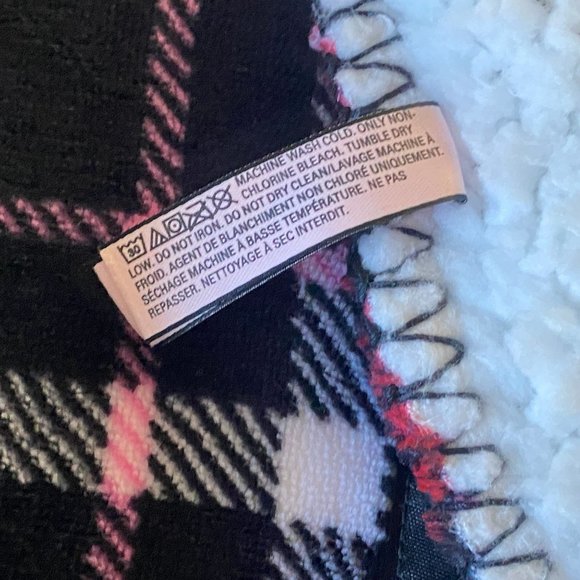 30 MACHINE WASH COLD. ONLY NON-
CHLORINE BLEACH. TUMBLE DRY
LOW. DO NOT IRON. DO NOT DRY CLEAN/LAVAGE MACHINE À
FROID. AGENT DE BLANCHIMENT NON CHLORÉ UNIQUEMENT.
SÉCHAGE MACHINE À BASSE TEMPÉRATURE. NE PAS
REPASSER. NETTOYAGE À SEC INTERDIT.